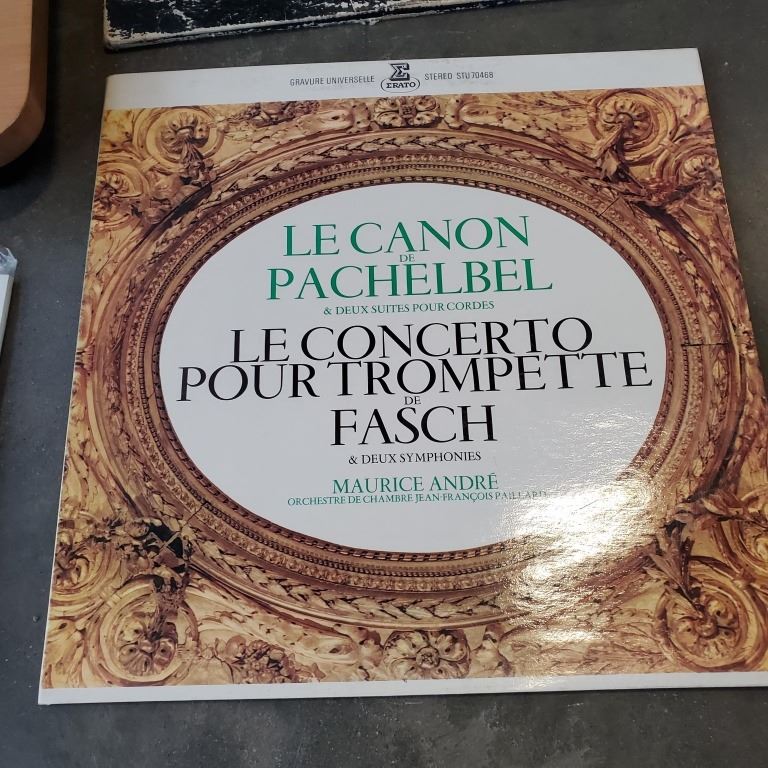 GRAVURE UNIVERSELLE ERATO STEREO STU 70468
LE CANON
DE
PACHELBEL
& DEUX SUITES POUR CORDES
LE CONCERTO
POUR TROMPETTE
DE
FASCH
& DEUX SYMPHONIES
MAURICE ANDRÉ
ORCHESTRE DE CHAMBRE JEAN-FRANÇOIS PAILLARD